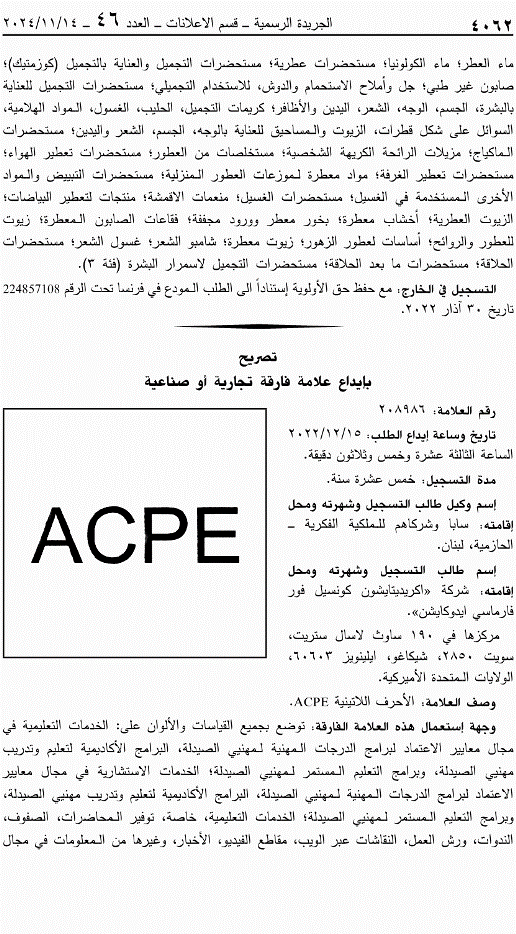 ٤٠٦٢ الجريدة الرسمية ـ قسم الاعلانات ـ العدد ٤٦ ـ ٢٠٢٤/١١/١٤
ماء العطر؛ ماء الكولونيا؛ مستحضرات عطرية؛ مستحضرات التجميل والعناية بالتجميل (كوزمتيك)؛
صابون غير طبي؛ جل وأملاح الاستحمام والدوش، للاستخدام التجميلي؛ مستحضرات التجميل للعناية
بالبشرة، الجسم، الوجه، الشعر، اليدين والأظافر؛ كريمات التجميل، الحليب، الغسول، المواد الهلامية،
السوائل على شكل قطرات، الزيوت والمساحيق للعناية بالوجه، الجسم، الشعر واليدين؛ مستحضرات
الماكياج؛ مزيلات الرائحة الكريهة الشخصية؛ مستخلصات من العطور؛ مستحضرات تعطير الهواء؛
مستحضرات تعطير الغرفة؛ مواد معطرة لموزعات العطور المنزلية؛ مستحضرات التبييض والمواد
الأخرى المستخدمة في الغسيل؛ مستحضرات الغسيل؛ منعمات الاقمشة؛ منتجات لتعطير البياضات؛
الزيوت العطرية؛ أخشاب معطرة؛ بخور معطر وورود مجففة؛ فقاعات الصابون المعطرة؛ زيوت
للعطور والروائح؛ أساسات لعطور الزهور؛ زيوت معطرة؛ شامبو الشعر؛ غسول الشعر؛ مستحضرات
الحلاقة؛ مستحضرات ما بعد الحلاقة؛ مستحضرات التجميل لاسمرار البشرة (فئة ٣).
التسجيل في الخارج: مع حفظ حق الأولوية إستناداً الى الطلب المودع في فرنسا تحت الرقم 224857108
تاريخ ٣٠ آذار ٢٠٢٢.
تصريح
بإيداع علامة فارقة تجارية أو صناعية
رقم العلامة: ٢٠٨٩٨٦
تاريخ وساعة إيداع الطلب: ٢٠٢٢/١٢/١٥
الساعة الثالثة عشرة وخمس وثلاثون دقيقة.
مدة التسجيل: خمس عشرة سنة.
إسم وكيل طالب التسجيل وشهرته ومحل
إقامته: سابا وشركاهم للملكية الفكرية ـ
الحازمية، لبنان.
إسم طالب التسجيل وشهرته ومحل
إقامته: شركة «اكريديتايشون كونسيل فور
فارماسي ايدوكايشن».
مركزها في ١٩٠ ساوث لاسال ستريت،
سويت ٢٨٥٠، شيكاغو، ايلينويز ٦٠٦٠٣،
الولايات المتحدة الأميركية.
وصف العلامة: الأحرف اللاتينية ACPE.
ACPE
وجهة إستعمال هذه العلامة الفارقة: توضع بجميع القياسات والألوان على: الخدمات التعليمية في
مجال معايير الاعتماد لبرامج الدرجات المهنية لمهنيي الصيدلة، البرامج الأكاديمية لتعليم وتدريب
مهنيي الصيدلة، وبرامج التعليم المستمر لمهنيي الصيدلة؛ الخدمات الاستشارية في مجال معايير
الاعتماد لبرامج الدرجات المهنية لمهنيي الصيدلة، البرامج الأكاديمية لتعليم وتدريب مهنيي الصيدلة،
وبرامج التعليم المستمر لمهنيي الصيدلة؛ الخدمات التعليمية، خاصة، توفير المحاضرات، الصفوف،
الندوات، ورش العمل، النقاشات عبر الويب، مقاطع الفيديو، الأخبار، وغيرها من المعلومات في مجال